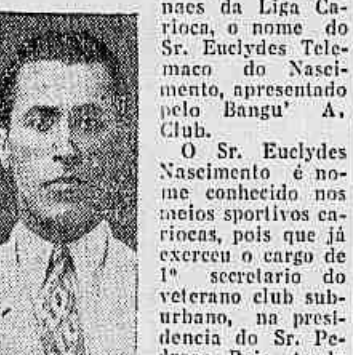 naes da Liga Ca-
rioca, o nome do
Sr. Euclydes Tele-
maco do Nasci-
mento, apresentado
pelo Bangu' A.
Club.
O Sr. Euclydes
Nascimento é no-
me conhecido nos
meios sportivos ca-
riocas, pois que já
exerceu o cargo de
1º secretario do
veterano club sub-
urbano, na presi-
dencia do Sr. Pe-